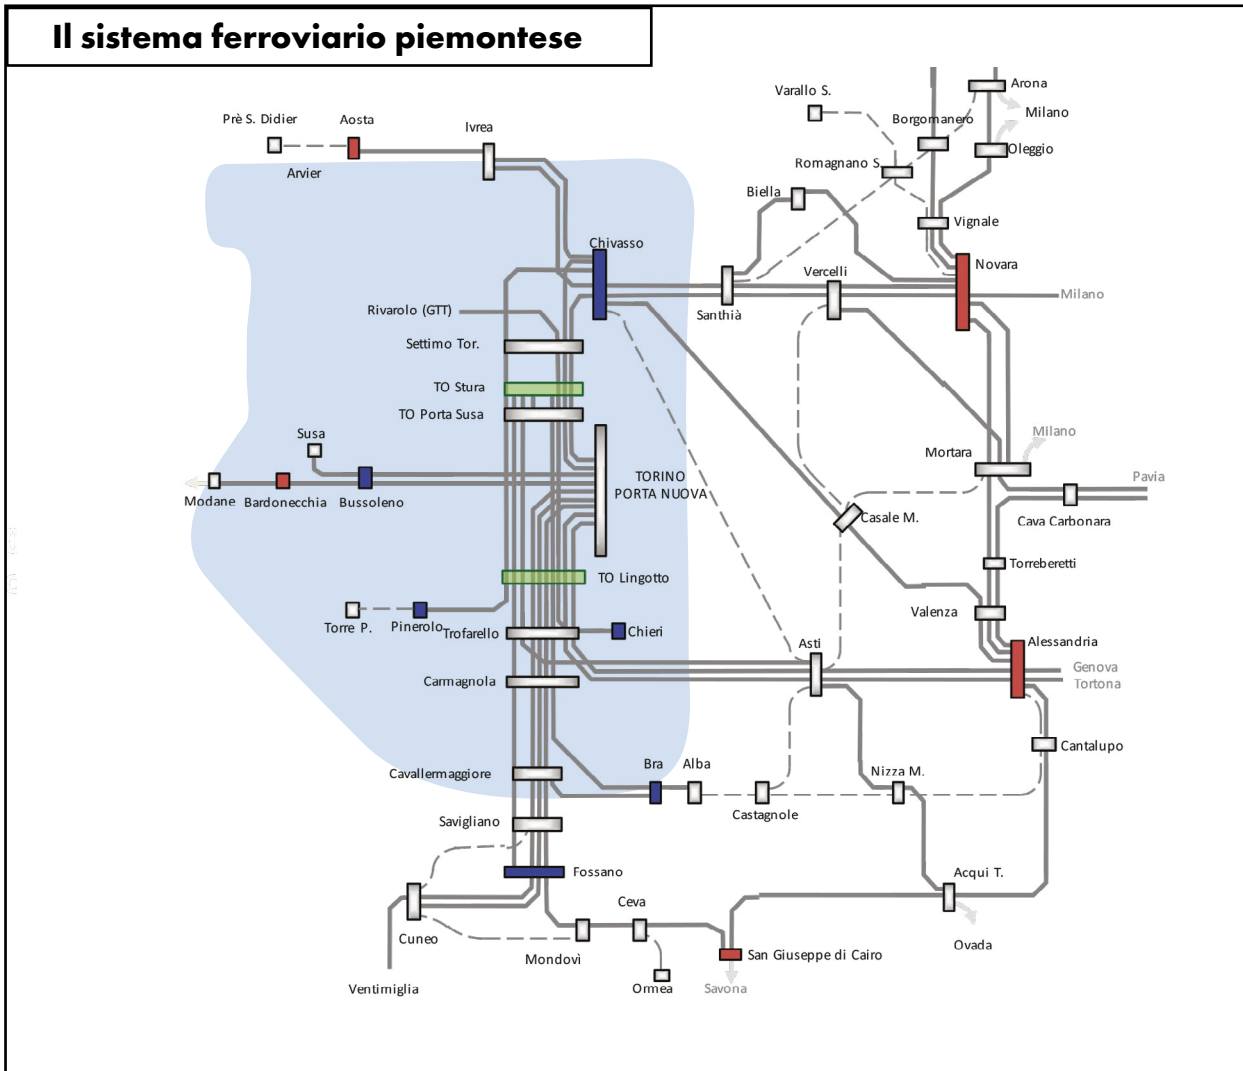 Il sistema ferroviario piemontese
Arona
Varallo S.
Milano
Borgomanero
Prè S. Didier
Aosta
Ivrea
Oleggio
Romagnano S.
Arvier
Biella
Vignale
Chivasso
Novara
Vercelli
Milano
Rivarolo (GTT)
Santhià
Settimo Tor.
TO Stura
TO Porta Susa
Susa
Milano
Mortara
TORINO
PORTA NUOVA
Pavia
Modane
Bardonecchia
Bussoleno
Casale M.
Cava Carbonara
Torreberetti
TO Lingotto
Valenza
Torre P.
Pinerolo
Trofarello
Chieri
Asti
Alessandria
Genova
Carmagnola
Tortona
Cantalupo
Cavallermaggiore
Bra
Alba
Nizza M.
Castagnole
Savigliano
Fossano
Acqui T.
Ceva
Cuneo
Mondovì
San Giuseppe di Cairo
Ovada
Ventimiglia
Ormea
Savona